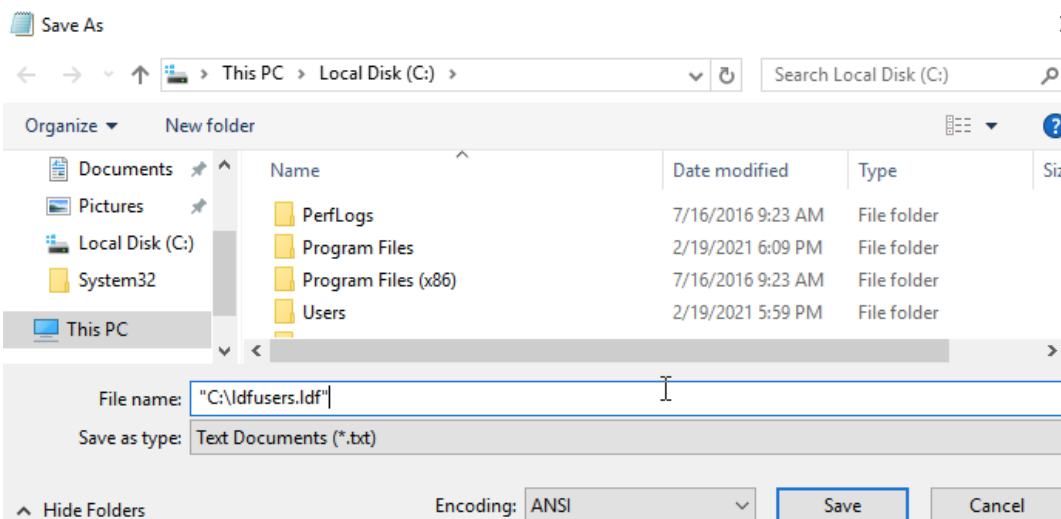 Save As
This PC > Local Disk (C:) >
Search Local Disk (C:)
Organize
New folder
Documents
Pictures
Local Disk (C:)
System32
This PC
Name Date modified Type Siz
PerfLogs 7/16/2016 9:23 AM File folder
Program Files 2/19/2021 6:09 PM File folder
Program Files (x86) 7/16/2016 9:23 AM File folder
Users 2/19/2021 5:59 PM File folder
File name: "C:\ldfusers.ldf"
Save as type: Text Documents (*.txt)
Hide Folders
Encoding: ANSI
Save
Cancel